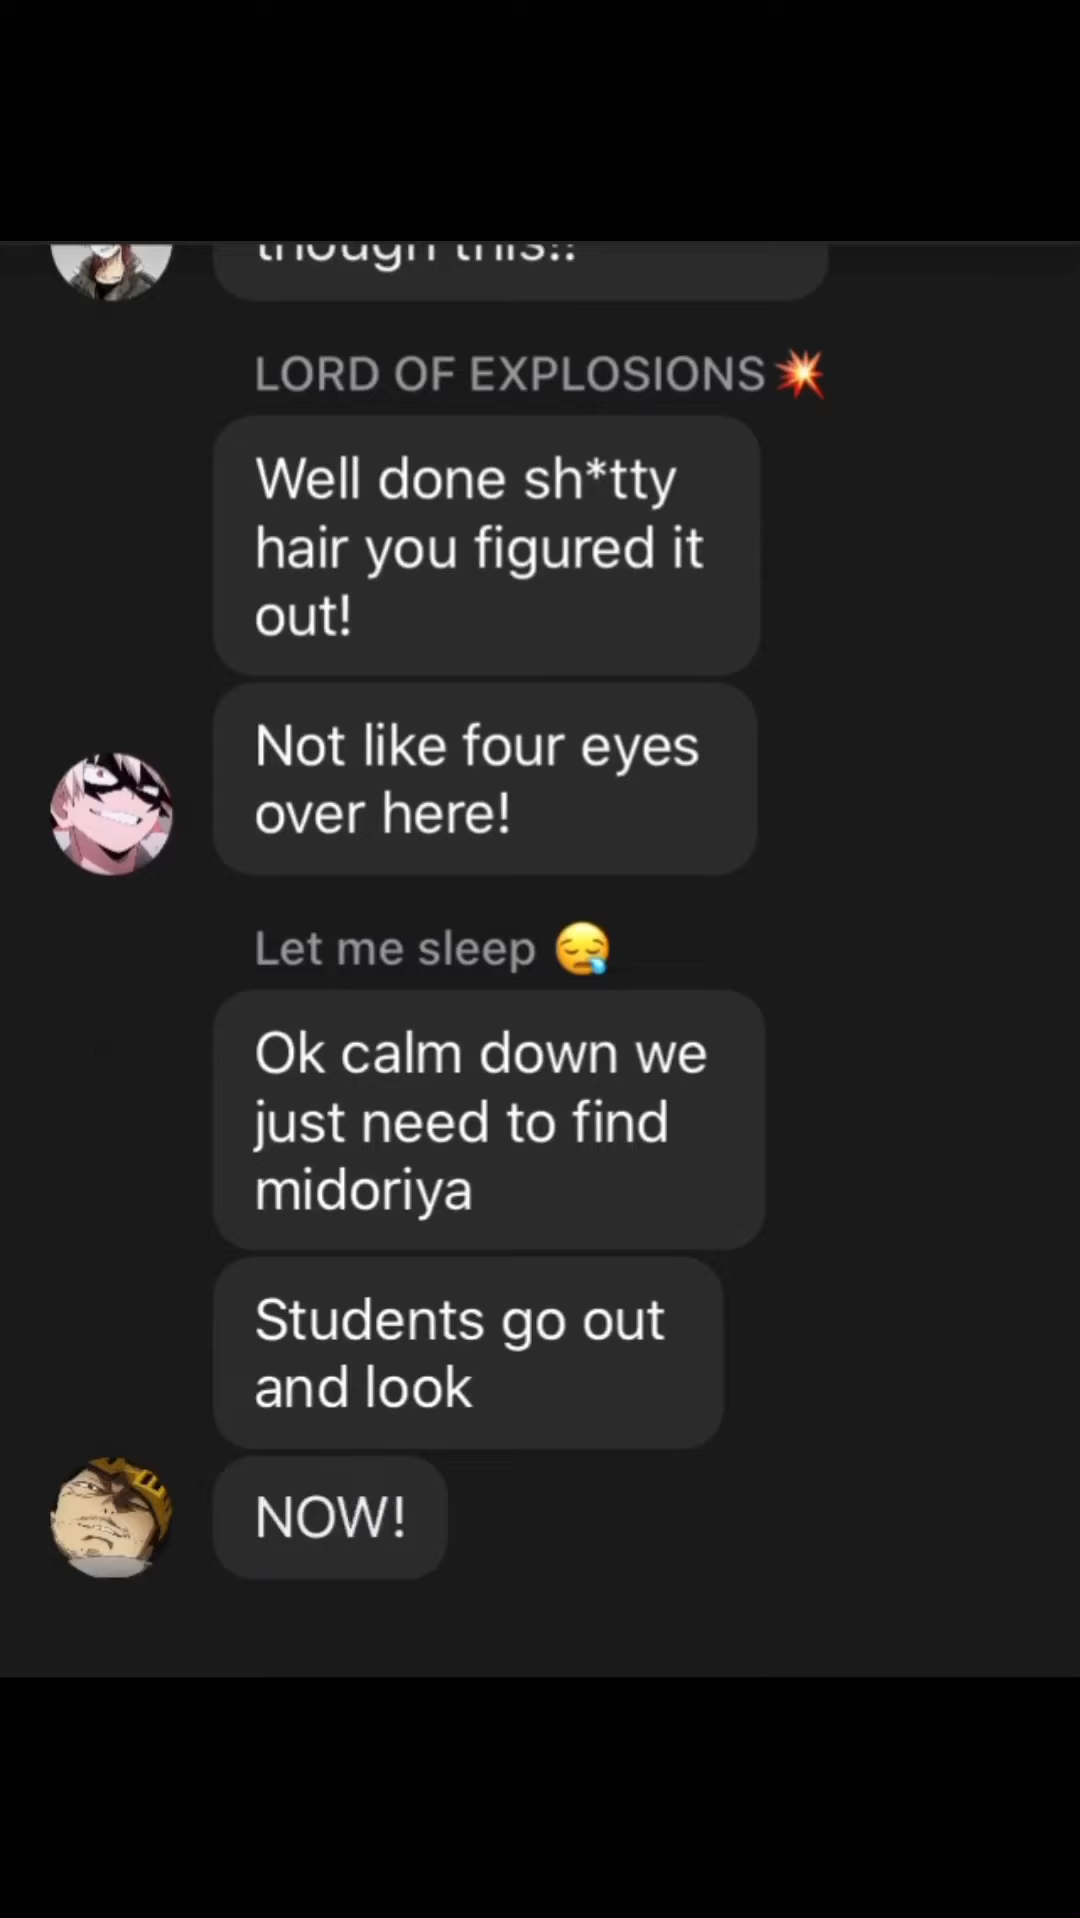 though this!!
LORD OF EXPLOSIONS💥
Well done sh*tty
hair you figured it
out!
Not like four eyes
over here!
Let me sleep 😪
Ok calm down we
just need to find
midoriya
Students go out
and look
NOW!